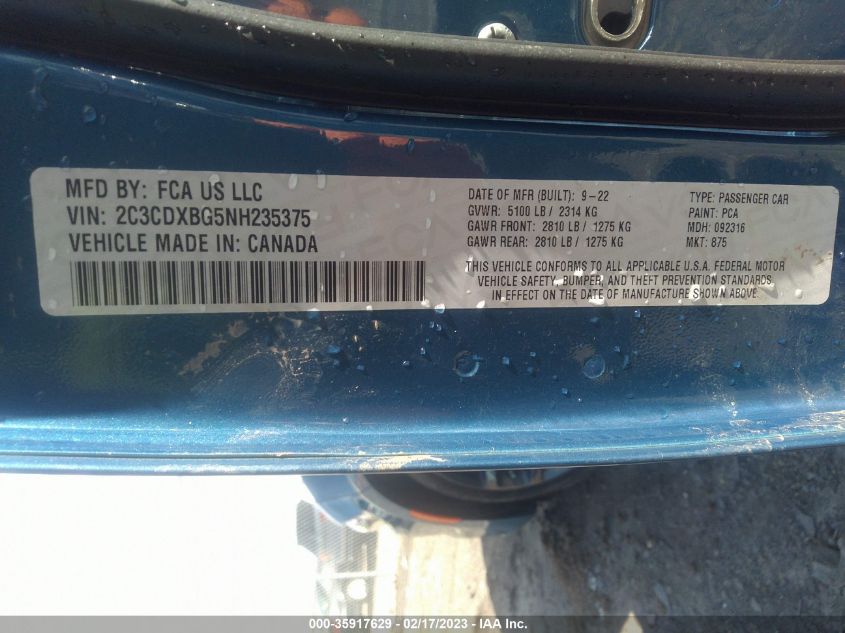 MFD BY: FCA US LLC
VIN: 2C3CDXBG5NH235375
VEHICLE MADE IN: CANADA
DATE OF MFR (BUILT): 9-22
GVWR: 5100 LB / 2314 KG
GAWR FRONT: 2810 LB / 1275 KG
GAWR REAR: 2810 LB / 1275 KG
TYPE: PASSENGER CAR
PAINT: PCA
MDH: 092316
MKT: 875
THIS VEHICLE CONFORMS TO ALL APPLICABLE U.S.A. FEDERAL MOTOR
VEHICLE SAFETY, BUMPER, AND THEFT PREVENTION STANDARDS
IN EFFECT ON THE DATE OF MANUFACTURE SHOWN ABOVE.
000-35917629 - 02/17/2023 - IAA Inc.